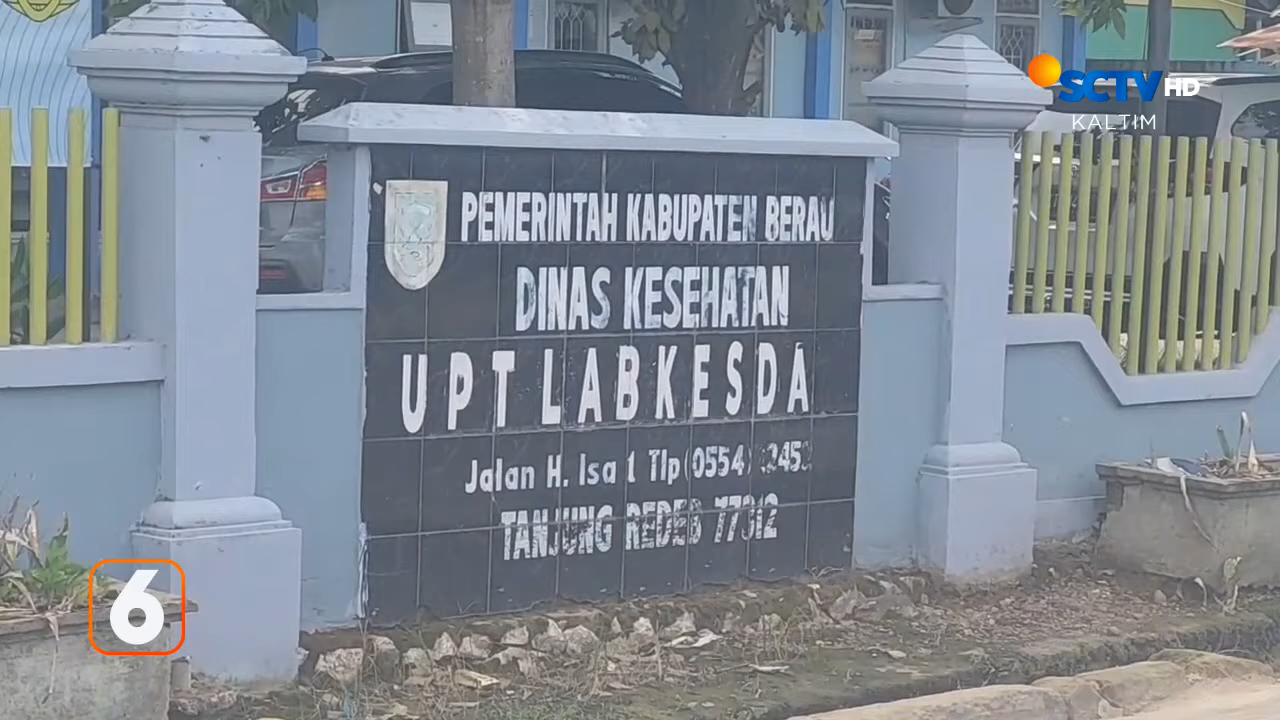 SCTV HD
KALTIM
PEMERINTAH KABUPATEN BERAU
DINAS KESEHATAN
UPT LABKESDA
Jalan H. Isa 1 Tlp (0554)
TANJUNG REDEB 77312
6